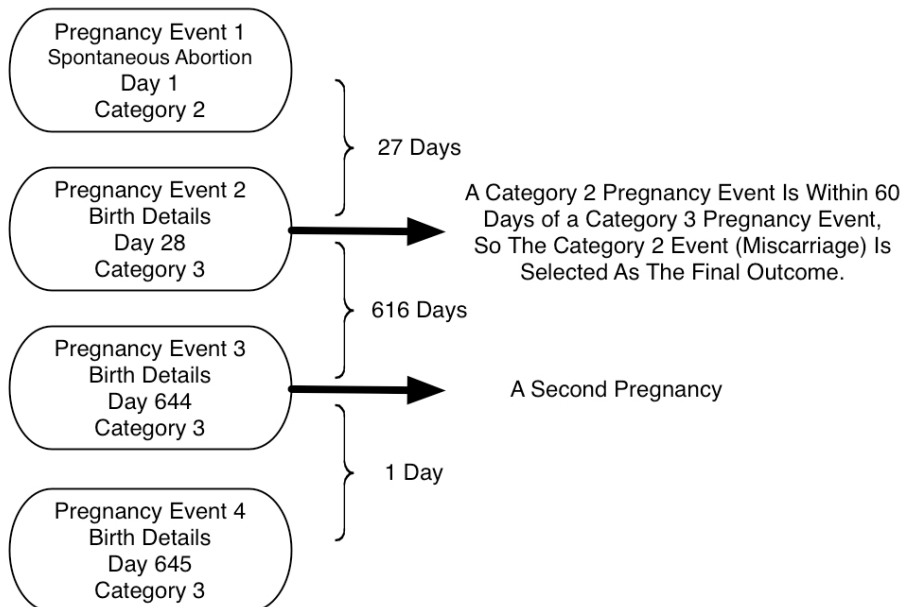 Pregnancy Event 1
Spontaneous Abortion
Day 1
Category 2
27 Days
Pregnancy Event 2
Birth Details
Day 28
Category 3
A Category 2 Pregnancy Event Is Within 60
Days of a Category 3 Pregnancy Event,
So The Category 2 Event (Miscarriage) Is
Selected As The Final Outcome.
616 Days
Pregnancy Event 3
Birth Details
Day 644
Category 3
A Second Pregnancy
1 Day
Pregnancy Event 4
Birth Details
Day 645
Category 3